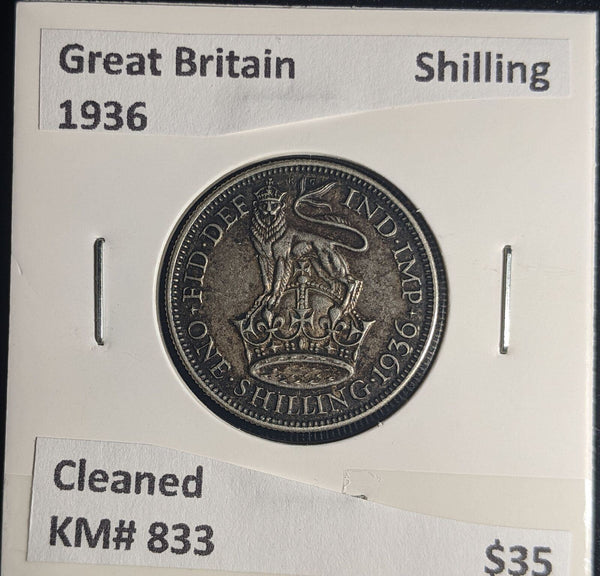 Great Britain Shilling
1936
FID·DEF IND·IMP
ONE·SHILLING·1936
Cleaned
KM# 833
$35